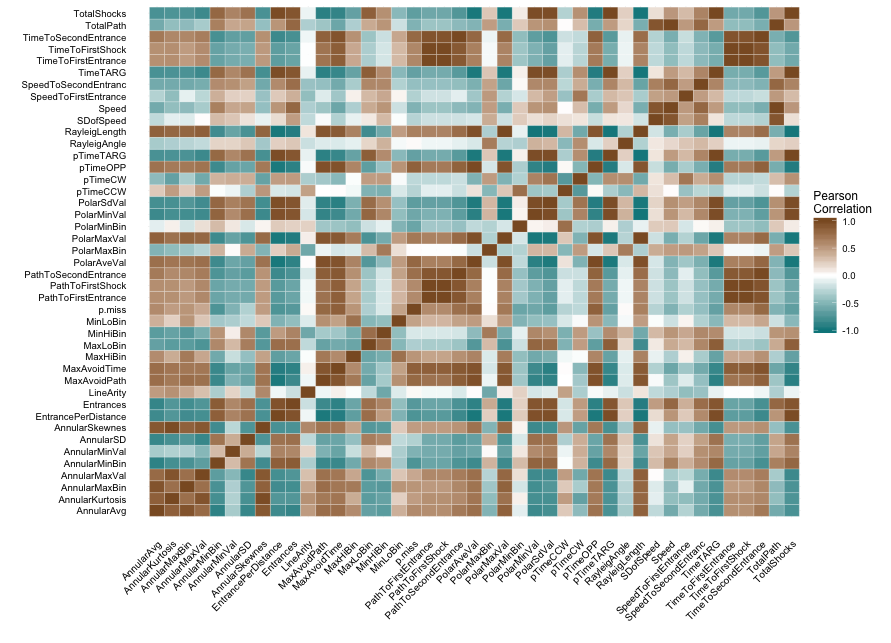 TotalShocks
TotalPath
TimeToSecondEntrance
TimeToFirstShock
TimeToFirstEntrance
TimeTARG
SpeedToSecondEntranc
SpeedToFirstEntrance
Speed
SDofSpeed
RayleigLength
RayleigAngle
pTimeTARG
pTimeOPP
pTimeCW
pTimeCCW
PolarSdVal
PolarMinVal
PolarMinBin
PolarMaxVal
PolarMaxBin
PolarAveVal
PathToSecondEntrance
PathToFirstShock
PathToFirstEntrance
p.miss
MinLoBin
MinHiBin
MaxLoBin
MaxHiBin
MaxAvoidTime
MaxAvoidPath
LineArity
Entrances
EntrancePerDistance
AnnularSkewnes
AnnularSD
AnnularMinVal
AnnularMinBin
AnnularMaxVal
AnnularMaxBin
AnnularKurtosis
AnnularAvg
AnnularAvg
AnnularKurtosis
AnnularMaxBin
AnnularMaxVal
AnnularMinBin
AnnularMinVal
AnnularSD
AnnularSkewnes
EntrancePerDistance
Entrances
LineArity
MaxAvoidPath
MaxAvoidTime
MaxHiBin
MaxLoBin
MinHiBin
MinLoBin
p.miss
PathToFirstEntrance
PathToFirstShock
PathToSecondEntrance
PolarAveVal
PolarMaxBin
PolarMaxVal
PolarMinBin
PolarMinVal
PolarSdVal
pTimeCCW
pTimeCW
pTimeOPP
pTimeTARG
RayleigAngle
RayleigLength
SDofSpeed
Speed
SpeedToFirstEntrance
SpeedToSecondEntranc
TimeTARG
TimeToFirstEntrance
TimeToFirstShock
TimeToSecondEntrance
TotalPath
TotalShocks
Pearson
Correlation
1.0
0.5
0.0
-0.5
-1.0